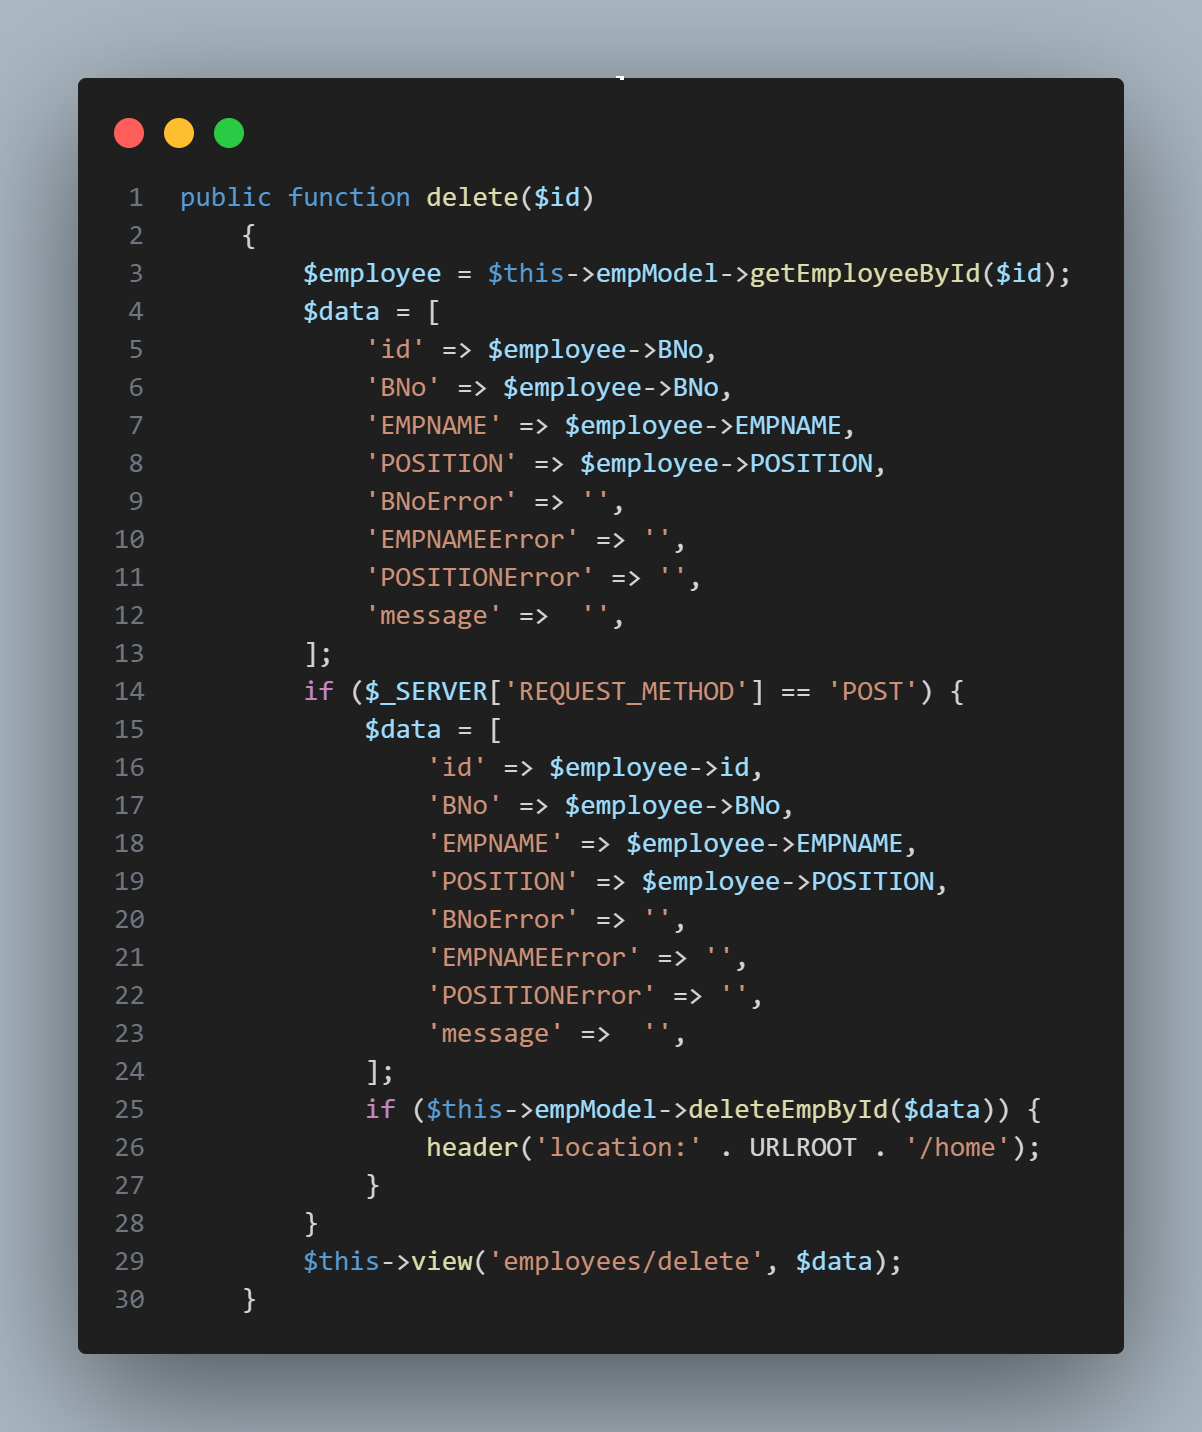 1 public function delete($id)
2     {
3         $employee = $this->empModel->getEmployeeById($id);
4         $data = [
5             'id' => $employee->BNo,
6             'BNo' => $employee->BNo,
7             'EMPNAME' => $employee->EMPNAME,
8             'POSITION' => $employee->POSITION,
9             'BNoError' => '',
10             'EMPNAMEError' => '',
11             'POSITIONError' => '',
12             'message' =>  '',
13         ];
14         if ($_SERVER['REQUEST_METHOD'] == 'POST') {
15             $data = [
16                 'id' => $employee->id,
17                 'BNo' => $employee->BNo,
18                 'EMPNAME' => $employee->EMPNAME,
19                 'POSITION' => $employee->POSITION,
20                 'BNoError' => '',
21                 'EMPNAMEError' => '',
22                 'POSITIONError' => '',
23                 'message' =>  '',
24             ];
25             if ($this->empModel->deleteEmpById($data)) {
26                 header('location:' . URLROOT . '/home');
27             }
28         }
29         $this->view('employees/delete', $data);
30     }